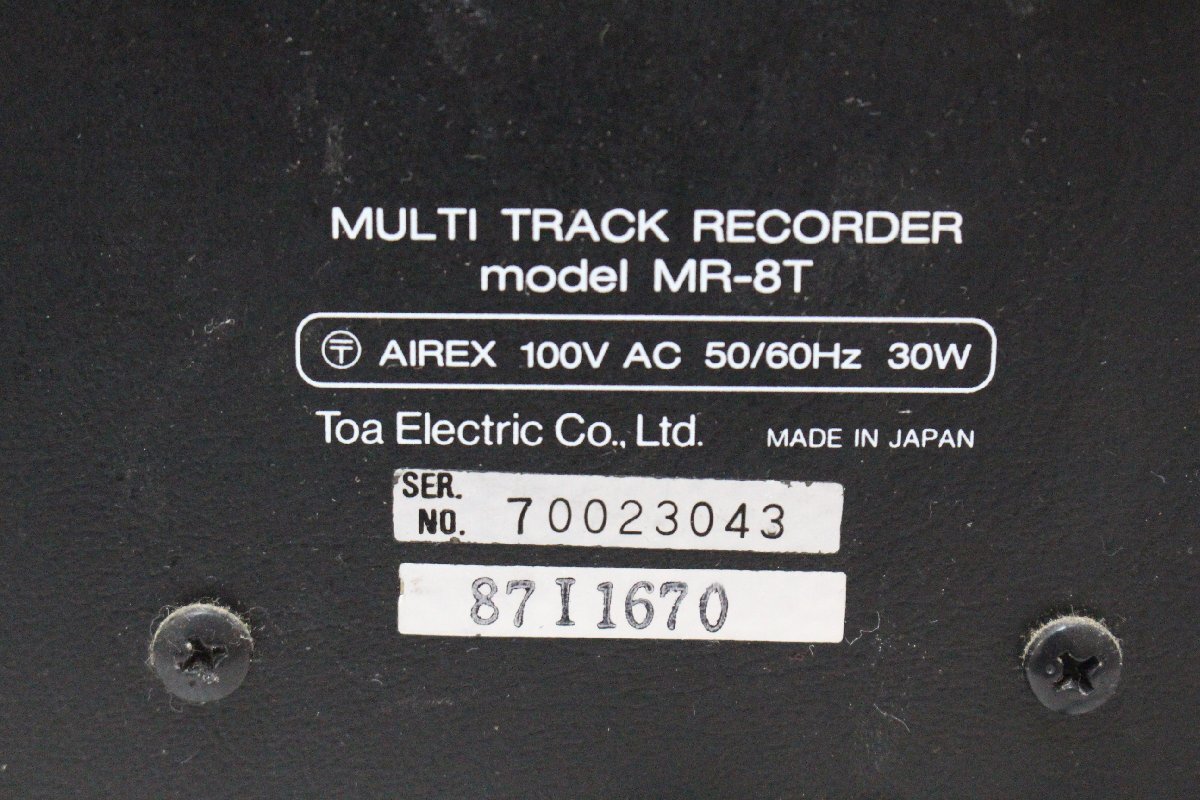 MULTI TRACK RECORDER
model MR-8T
〒 AIREX 100V AC 50/60Hz 30W
Toa Electric Co., Ltd. MADE IN JAPAN
SER.
NO. 70023043
87I1670